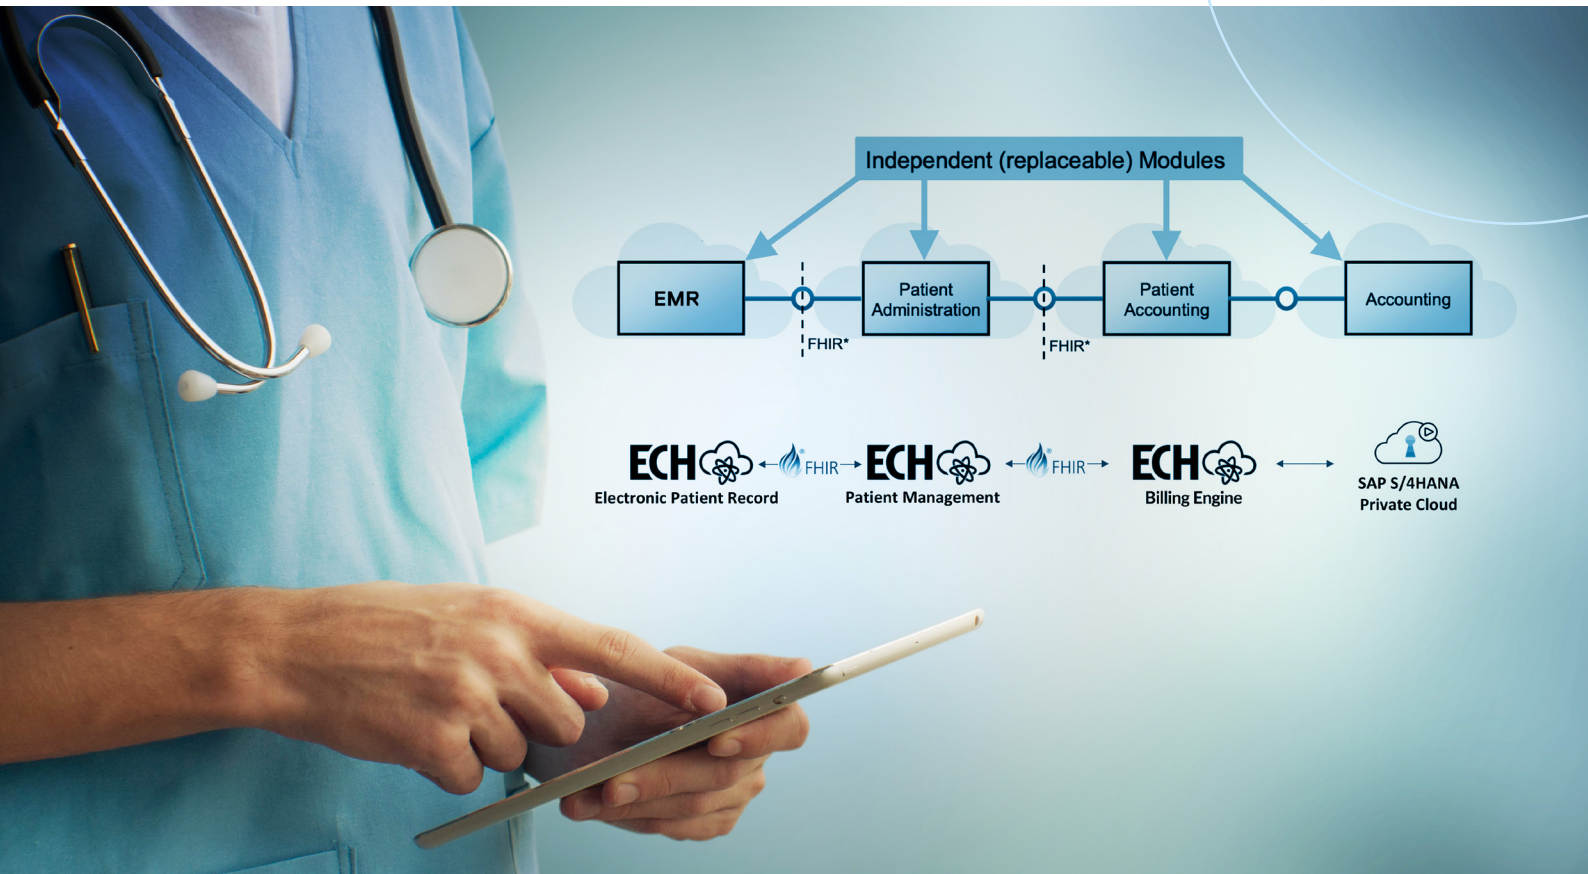 Independent (replaceable) Modules
EMR
Patient
Administration
Patient
Accounting
Accounting
FHIR*
FHIR*
ECH
FHIR
ECH
FHIR
ECH
Electronic Patient Record
Patient Management
Billing Engine
SAP S/4HANA
Private Cloud